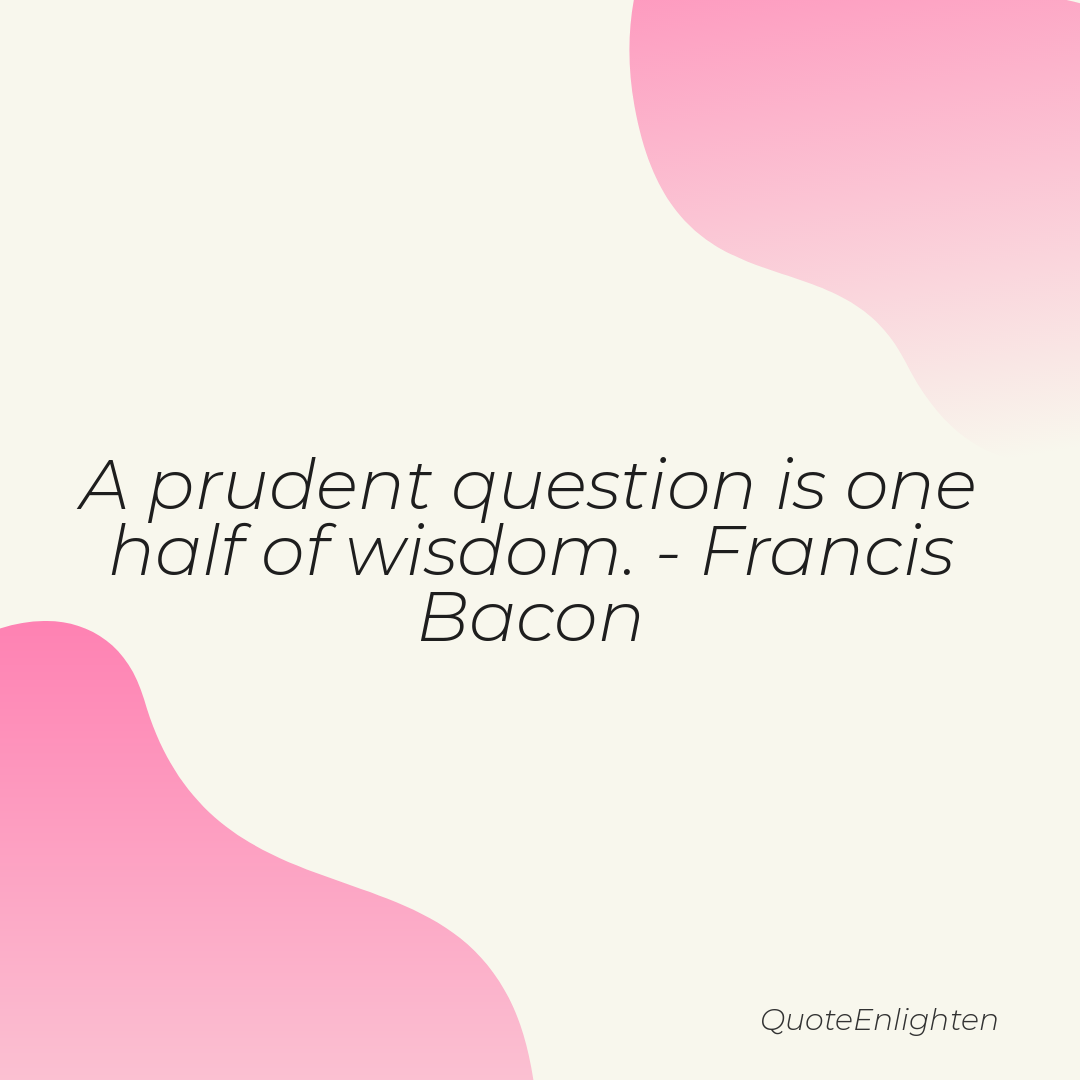 A prudent question is one
half of wisdom. - Francis
Bacon
QuoteEnlighten